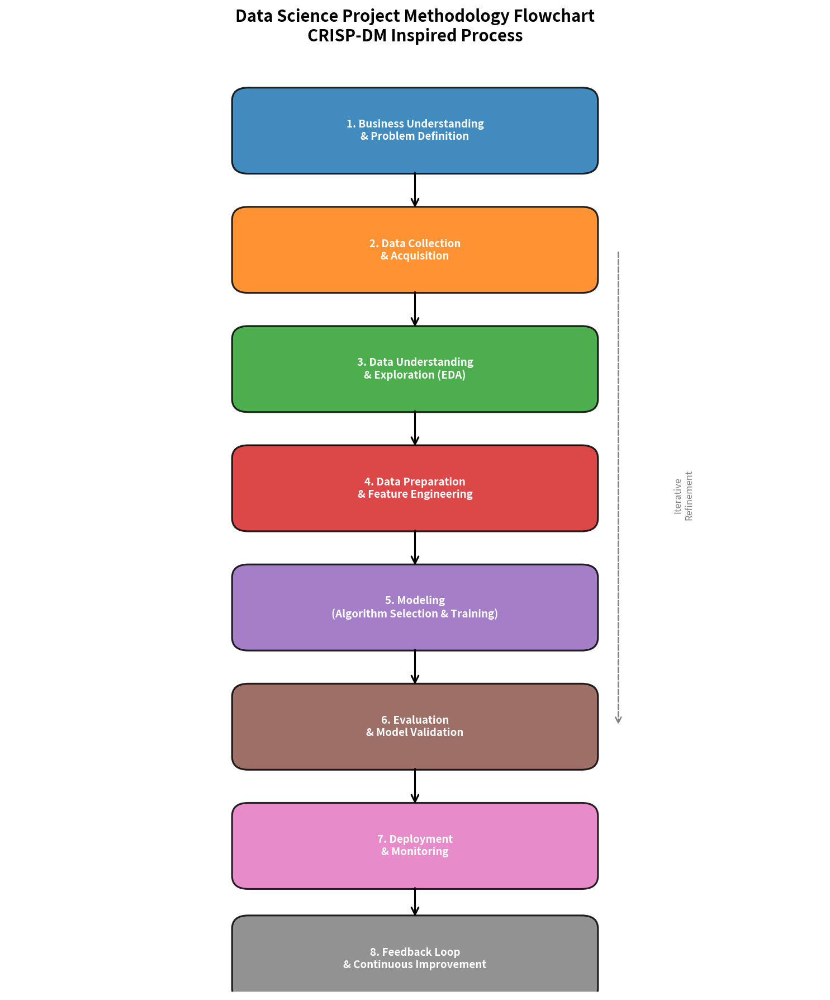 Data Science Project Methodology Flowchart
CRISP-DM Inspired Process
1. Business Understanding
& Problem Definition
2. Data Collection
& Acquisition
3. Data Understanding
& Exploration (EDA)
4. Data Preparation
& Feature Engineering
Iterative
Refinement
5. Modeling
(Algorithm Selection & Training)
6. Evaluation
& Model Validation
7. Deployment
& Monitoring
8. Feedback Loop
& Continuous Improvement